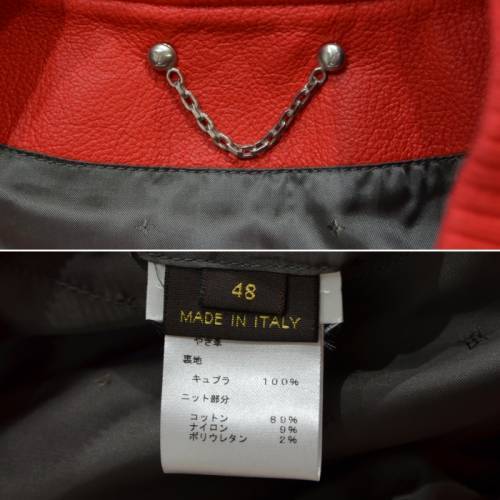 48
MADE IN ITALY
やぎ革
裏地
キュプラ 100%
ニット部分
コットン 89%
ナイロン 9%
ポリウレタン 2%